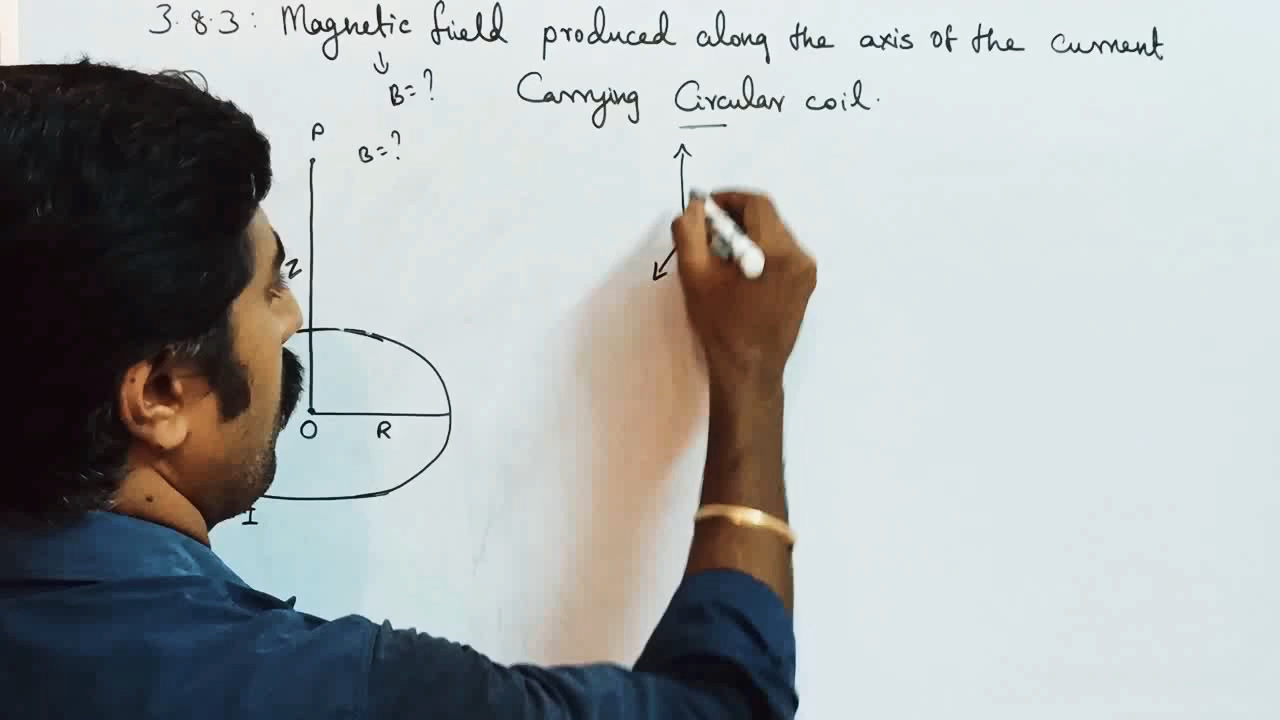 3.8.3: Magnetic field produced along the axis of the current
B=? Carrying Circular coil.
P
B=?
Z
O R
I